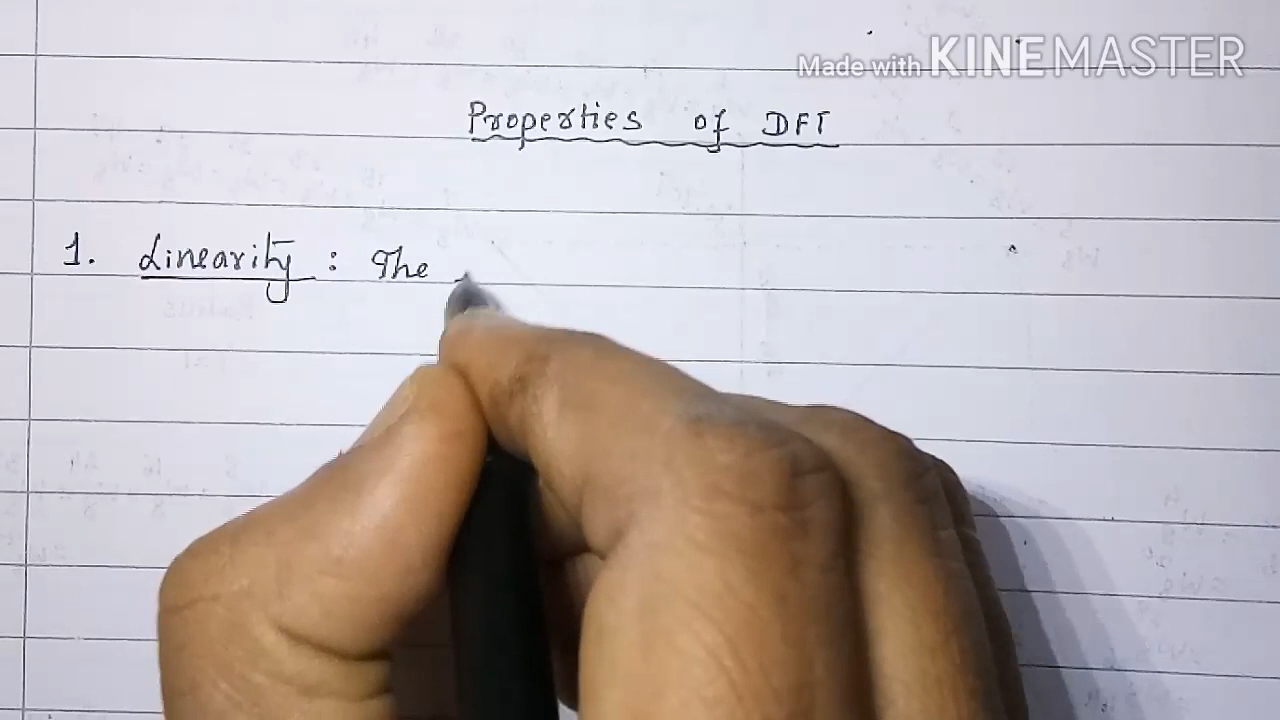 Made with KINEMASTER
Properties of DFT
1. Linearity : The